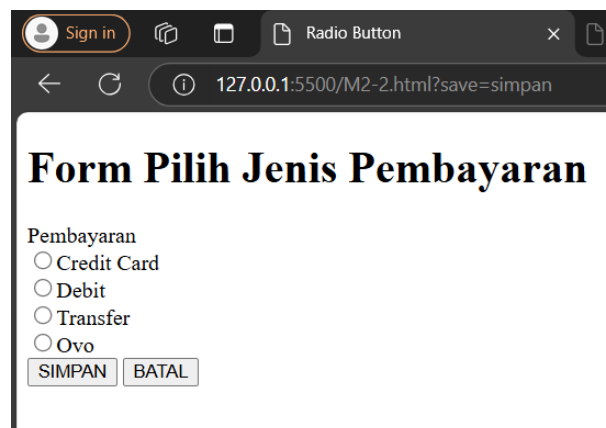 Sign in
Radio Button
127.0.0.1:5500/M2-2.html?save=simpan
Form Pilih Jenis Pembayaran
Pembayaran
Credit Card
Debit
Transfer
Ovo
SIMPAN BATAL